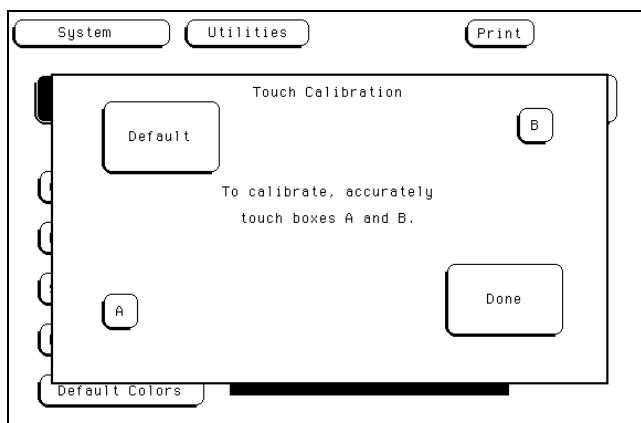 System Utilities Print
Touch Calibration
Default B
To calibrate, accurately
touch boxes A and B.
A Done
Default Colors